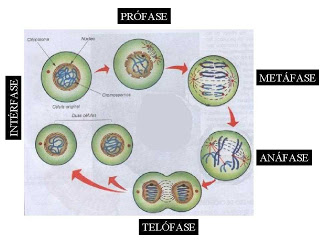 PRÓFASE
Citoplasma
Núcleo
METÁFASE
INTÉRFASE
Cromossomos
Célula original
Duas células
ANÁFASE
TELÓFASE